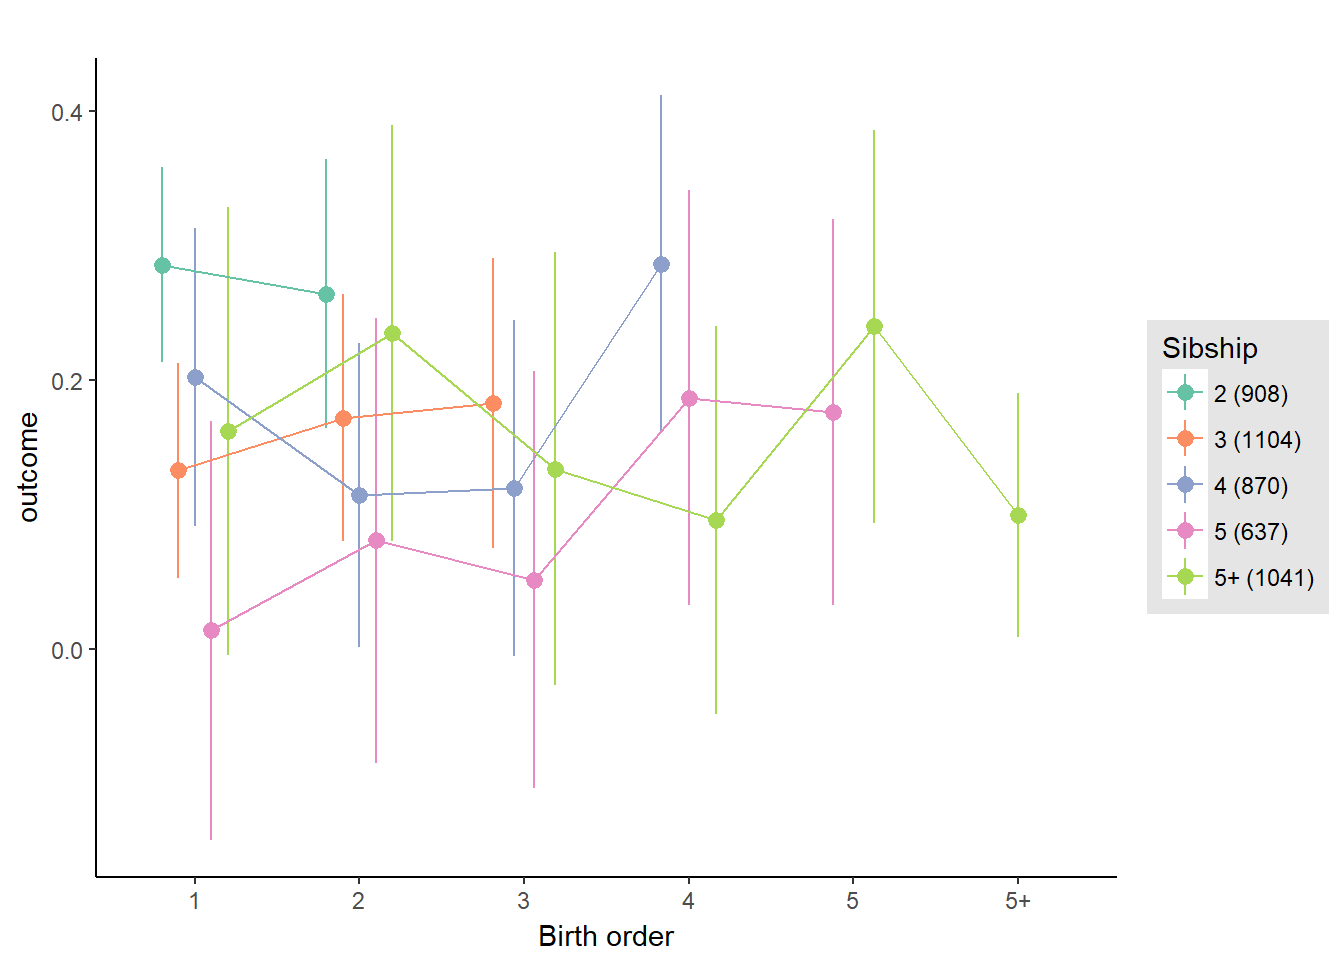 0.4
0.2
0.0
outcome
1 2 3 4 5 5+
Birth order
Sibship
2 (908)
3 (1104)
4 (870)
5 (637)
5+ (1041)